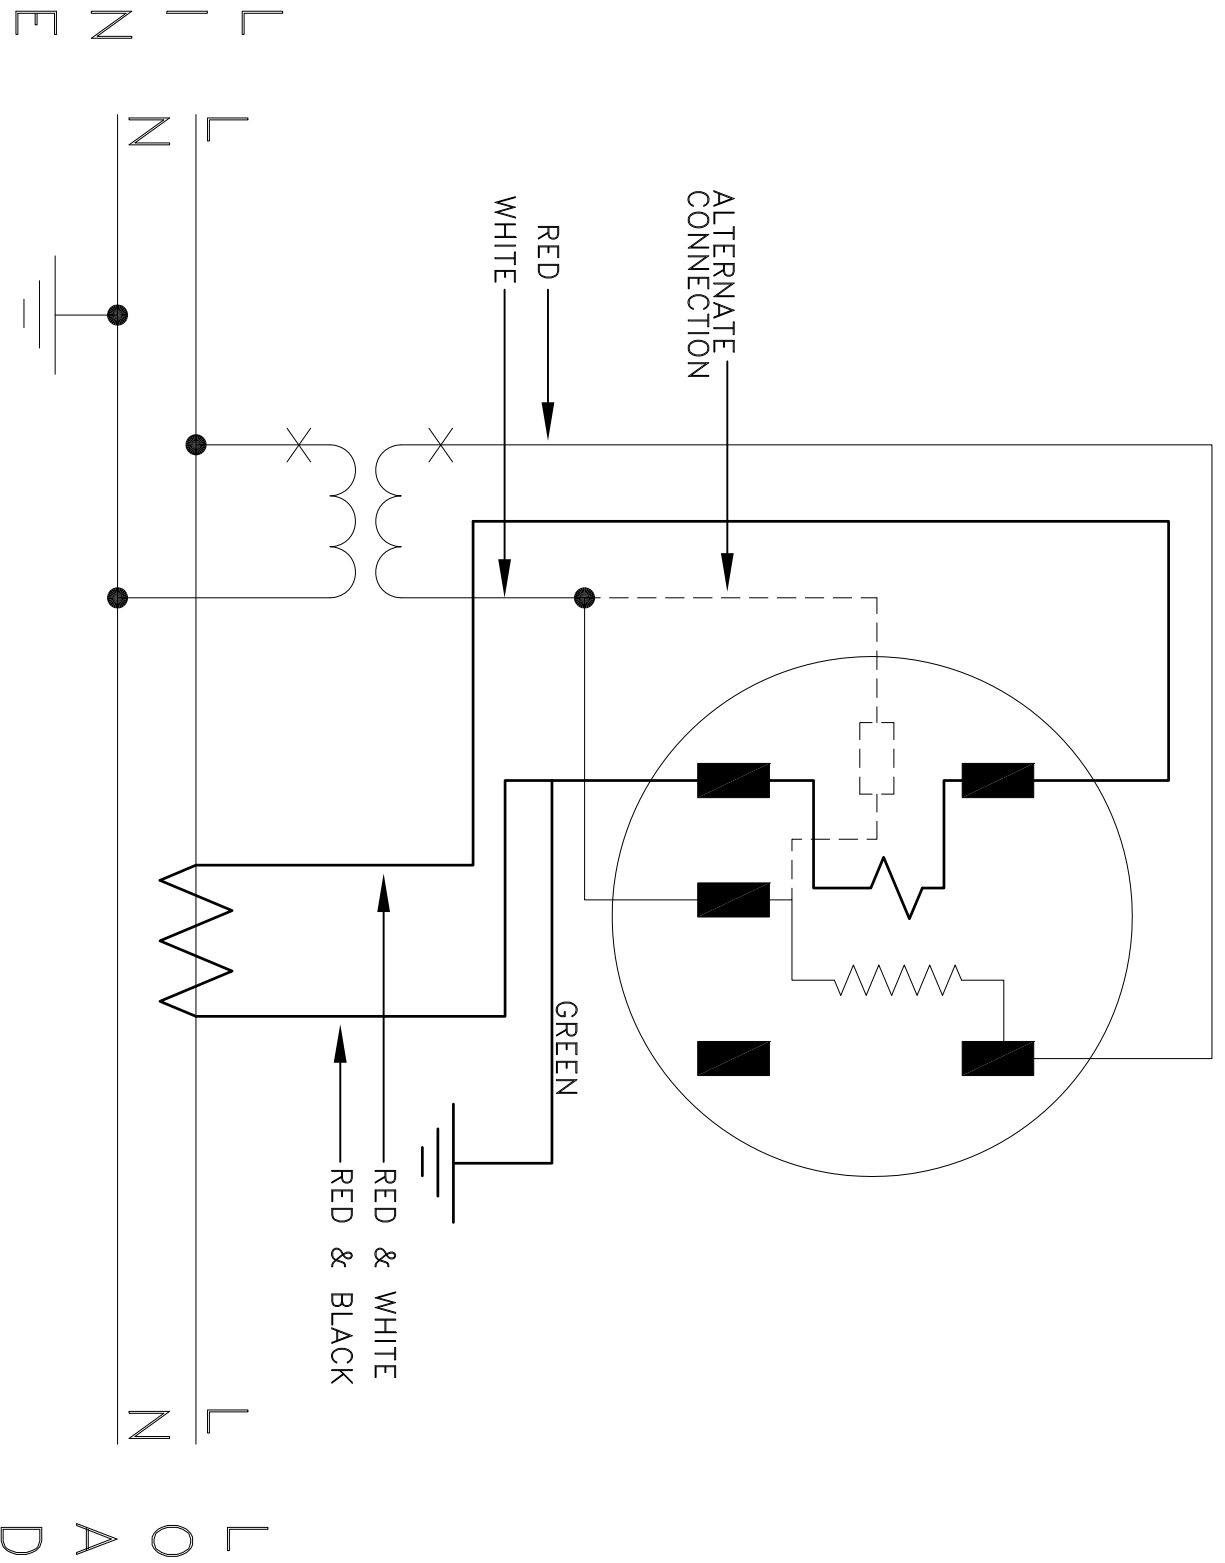 ALTERNATE
CONNECTION
RED
WHITE
GREEN
RED & WHITE
RED & BLACK
L
L
N
N
LINE
LOAD